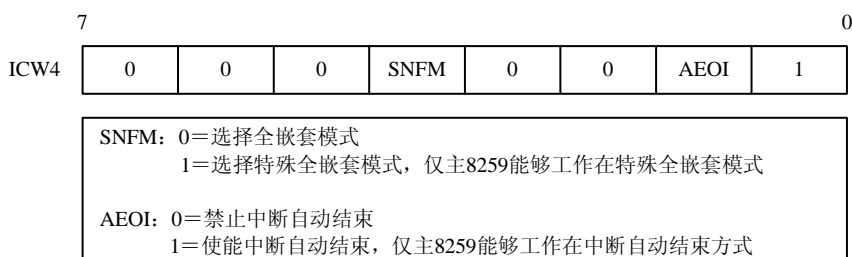 7 0
ICW4 0 0 0 SNFM 0 0 AEOI 1
SNFM：0＝选择全嵌套模式
1＝选择特殊全嵌套模式，仅主8259能够工作在特殊全嵌套模式
AEOI：0＝禁止中断自动结束
1＝使能中断自动结束，仅主8259能够工作在中断自动结束方式